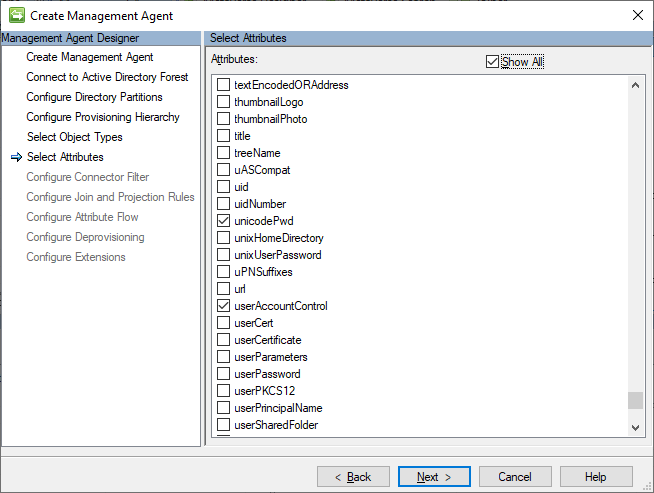 Create Management Agent
Management Agent Designer
Create Management Agent
Connect to Active Directory Forest
Configure Directory Partitions
Configure Provisioning Hierarchy
Select Object Types
Select Attributes
Configure Connector Filter
Configure Join and Projection Rules
Configure Attribute Flow
Configure Deprovisioning
Configure Extensions
Select Attributes
Attributes:
Show All
textEncodedORAddress
thumbnailLogo
thumbnailPhoto
title
treeName
uASCompat
uid
uidNumber
unicodePwd
unixHomeDirectory
unixUserPassword
uPNSuffixes
url
userAccountControl
userCert
userCertificate
userParameters
userPassword
userPKCS12
userPrincipalName
userSharedFolder
< Back
Next >
Cancel
Help